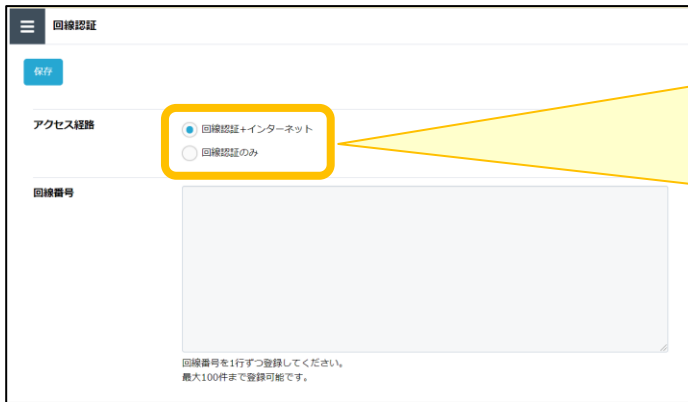 回線認証
保存
アクセス経路
回線認証+インターネット
回線認証のみ
回線番号
回線番号を1行ずつ登録してください。
最大100件まで登録可能です。